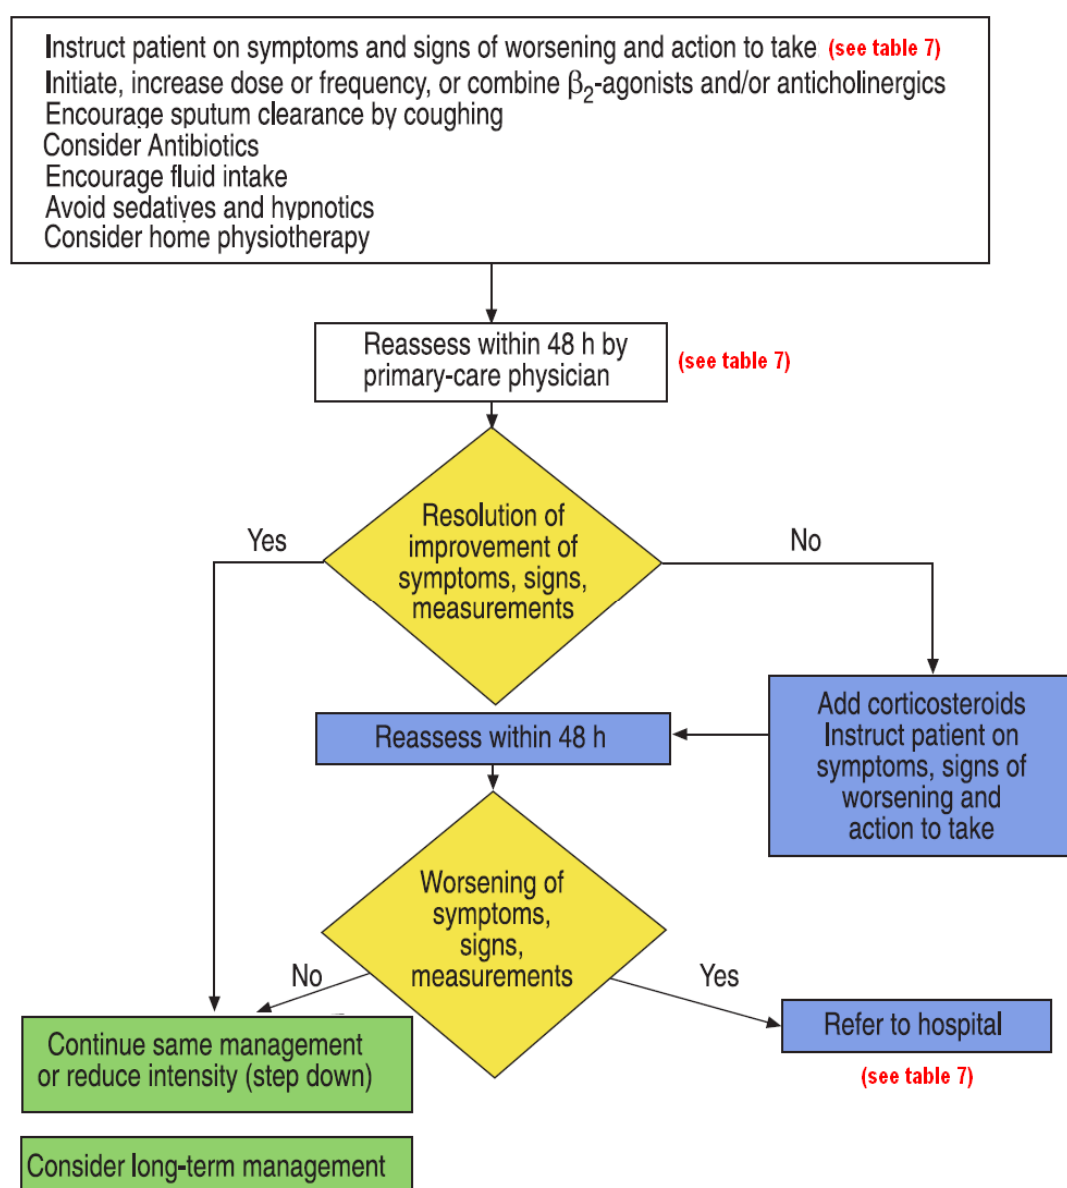 Instruct patient on symptoms and signs of worsening and action to take (see table 7)
Initiate, increase dose or frequency, or combine β₂-agonists and/or anticholinergics
Encourage sputum clearance by coughing
Consider Antibiotics
Encourage fluid intake
Avoid sedatives and hypnotics
Consider home physiotherapy
Reassess within 48 h by
primary-care physician
(see table 7)
Resolution of
improvement of
symptoms, signs,
measurements
Yes
No
Add corticosteroids
Instruct patient on
symptoms, signs of
worsening and
action to take
Reassess within 48 h
Worsening of
symptoms,
signs,
measurements
No
Yes
Continue same management
or reduce intensity (step down)
Refer to hospital
(see table 7)
Consider long-term management